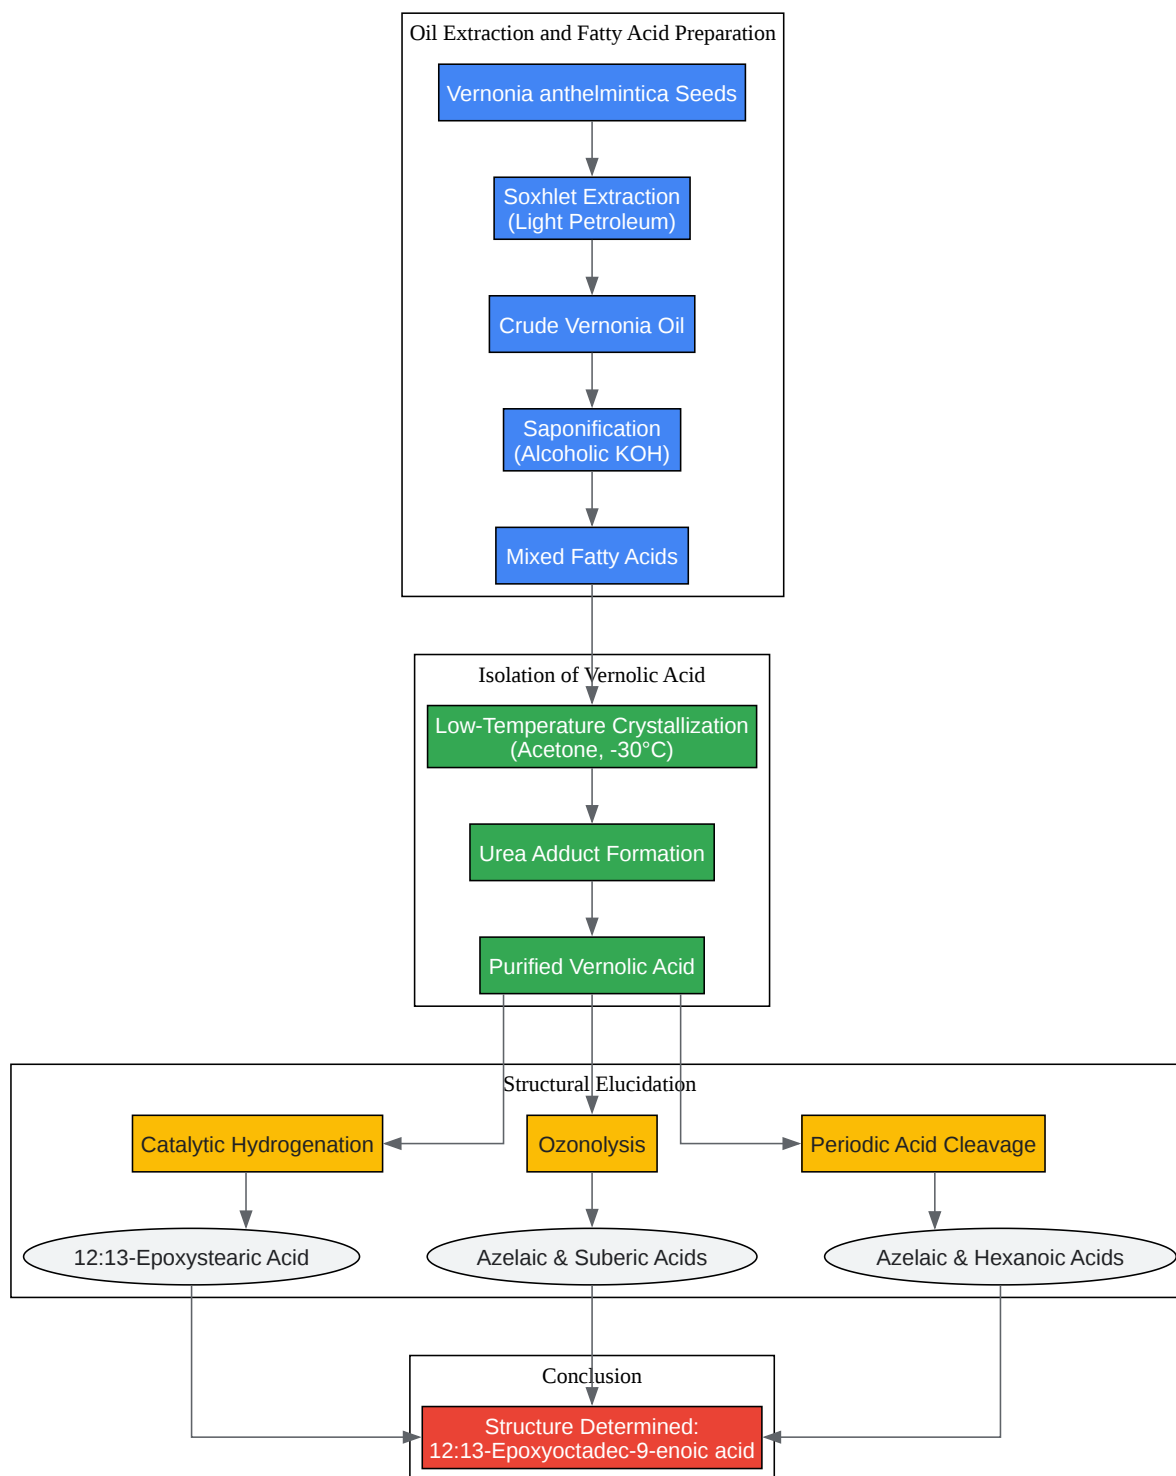 Oil Extraction and Fatty Acid Preparation
Vernonia anthelmintica Seeds
Soxhlet Extraction
(Light Petroleum)
Crude Vernonia Oil
Saponification
(Alcoholic KOH)
Mixed Fatty Acids
Isolation of Vernolic Acid
Low-Temperature Crystallization
(Acetone, -30°C)
Urea Adduct Formation
Purified Vernolic Acid
Structural Elucidation
Catalytic Hydrogenation
Ozonolysis
Periodic Acid Cleavage
12:13-Epoxystearic Acid
Azelaic & Suberic Acids
Azelaic & Hexanoic Acids
Conclusion
Structure Determined:
12:13-Epoxyoctadec-9-enoic acid